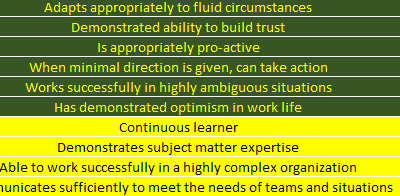 Adapts appropriately to fluid circumstances
Demonstrated ability to build trust
Is appropriately pro-active
When minimal direction is given, can take action
Works successfully in highly ambiguous situations
Has demonstrated optimism in work life
Continuous learner
Demonstrates subject matter expertise
Able to work successfully in a highly complex organization
municates sufficiently to meet the needs of teams and situations